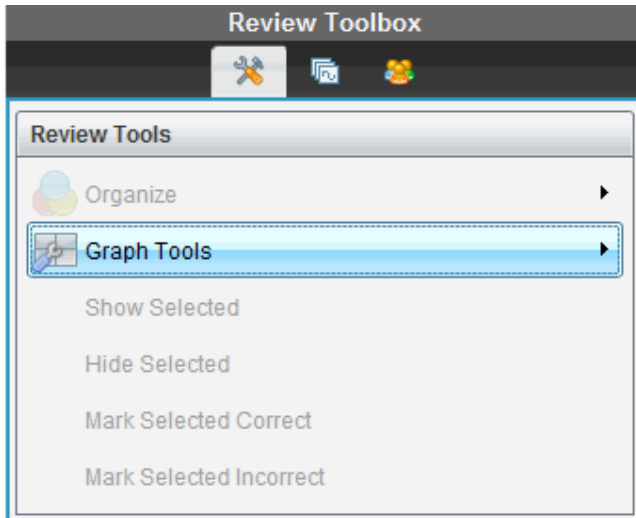 Review Toolbox
Review Tools
Organize
Graph Tools
Show Selected
Hide Selected
Mark Selected Correct
Mark Selected Incorrect